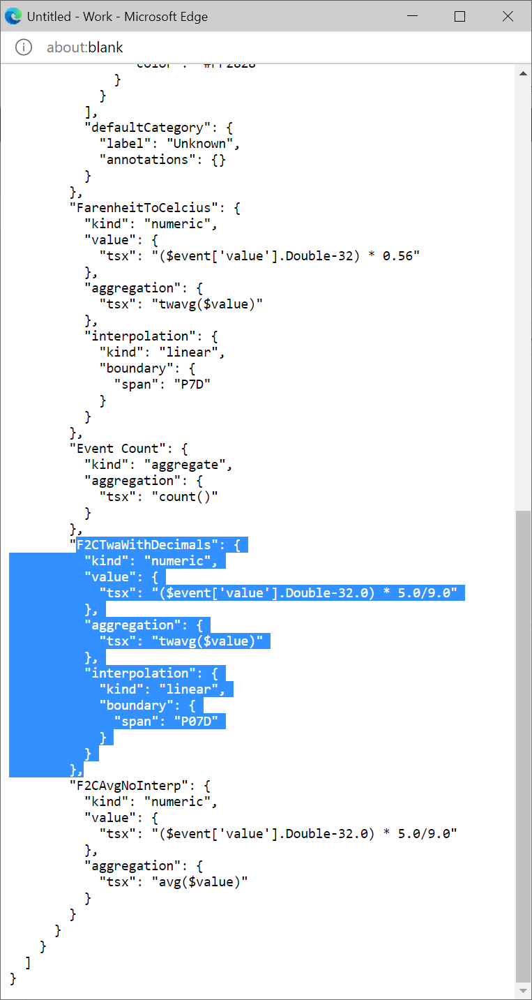 Untitled - Work - Microsoft Edge
about:blank
"color": "#FF2828"
}
}
],
"defaultCategory": {
"label": "Unknown",
"annotations": {}
}
},
"FarenheitToCelcius": {
"kind": "numeric",
"value": {
"tsx": "($event['value'].Double-32) * 0.56"
},
"aggregation": {
"tsx": "twavg($value)"
},
"interpolation": {
"kind": "linear",
"boundary": {
"span": "P7D"
}
}
},
"Event Count": {
"kind": "aggregate",
"aggregation": {
"tsx": "count()"
}
},
"F2CTwaWithDecimals": {
"kind": "numeric",
"value": {
"tsx": "($event['value'].Double-32.0) * 5.0/9.0"
},
"aggregation": {
"tsx": "twavg($value)"
},
"interpolation": {
"kind": "linear",
"boundary": {
"span": "P07D"
}
}
},
"F2CAvgNoInterp": {
"kind": "numeric",
"value": {
"tsx": "($event['value'].Double-32.0) * 5.0/9.0"
},
"aggregation": {
"tsx": "avg($value)"
}
}
}
}
]
}